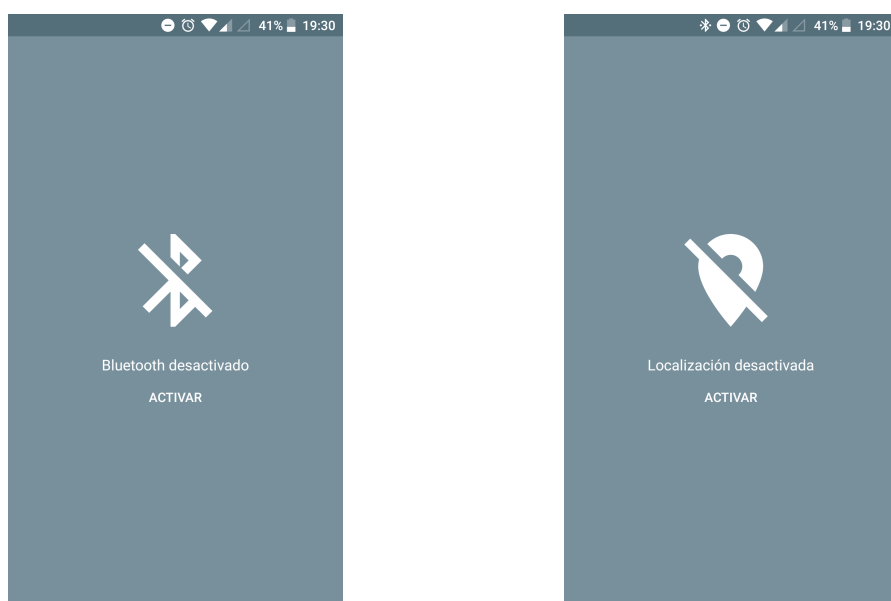 41% 19:30
Bluetooth desactivado
ACTIVAR
41% 19:30
Localización desactivada
ACTIVAR